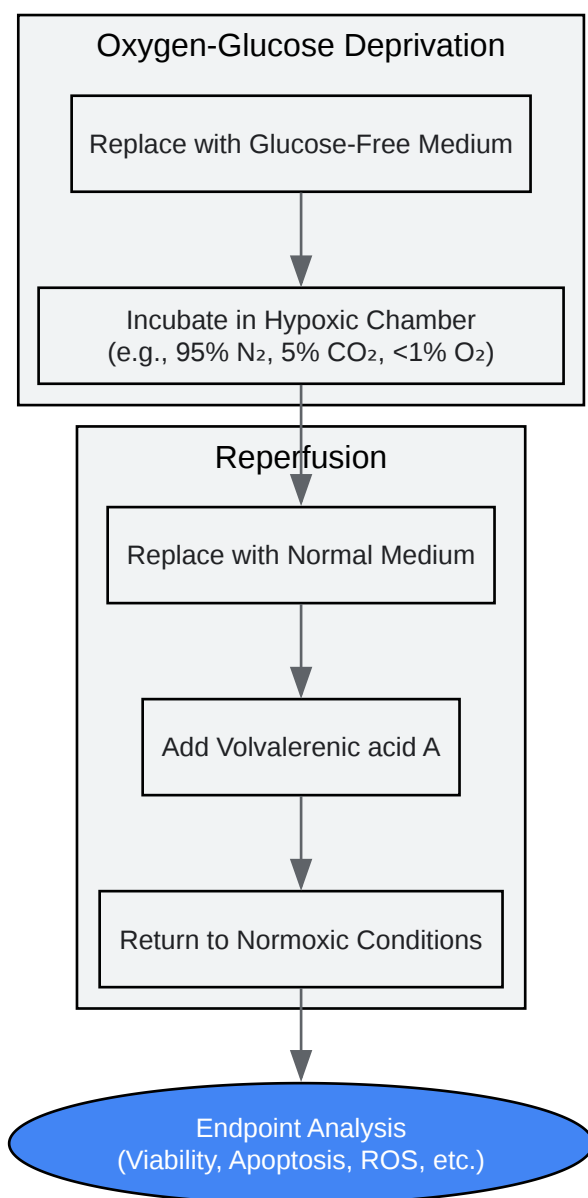 Oxygen-Glucose Deprivation
Replace with Glucose-Free Medium
Incubate in Hypoxic Chamber
(e.g., 95% N₂, 5% CO₂, <1% O₂)
Reperfusion
Replace with Normal Medium
Add Volvalerenic acid A
Return to Normoxic Conditions
Endpoint Analysis
(Viability, Apoptosis, ROS, etc.)